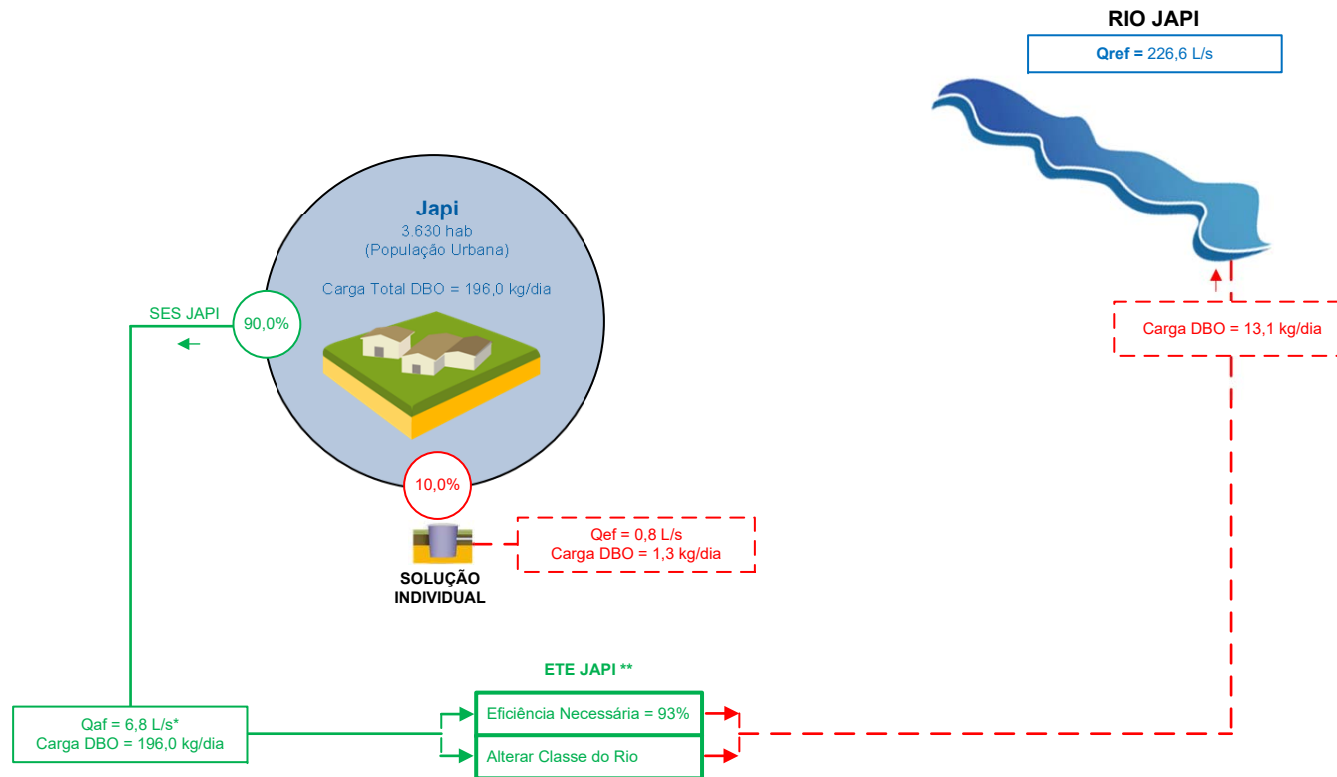 RIO JAPI
Qref = 226,6 L/s
Japi
3.630 hab
(População Urbana)
Carga Total DBO = 196,0 kg/dia
SES JAPI
90,0%
Carga DBO = 13,1 kg/dia
10,0%
Qef = 0,8 L/s
Carga DBO = 1,3 kg/dia
SOLUÇÃO
INDIVIDUAL
ETE JAPI **
Qaf = 6,8 L/s*
Carga DBO = 196,0 kg/dia
Eficiência Necessária = 93%
Alterar Classe do Rio